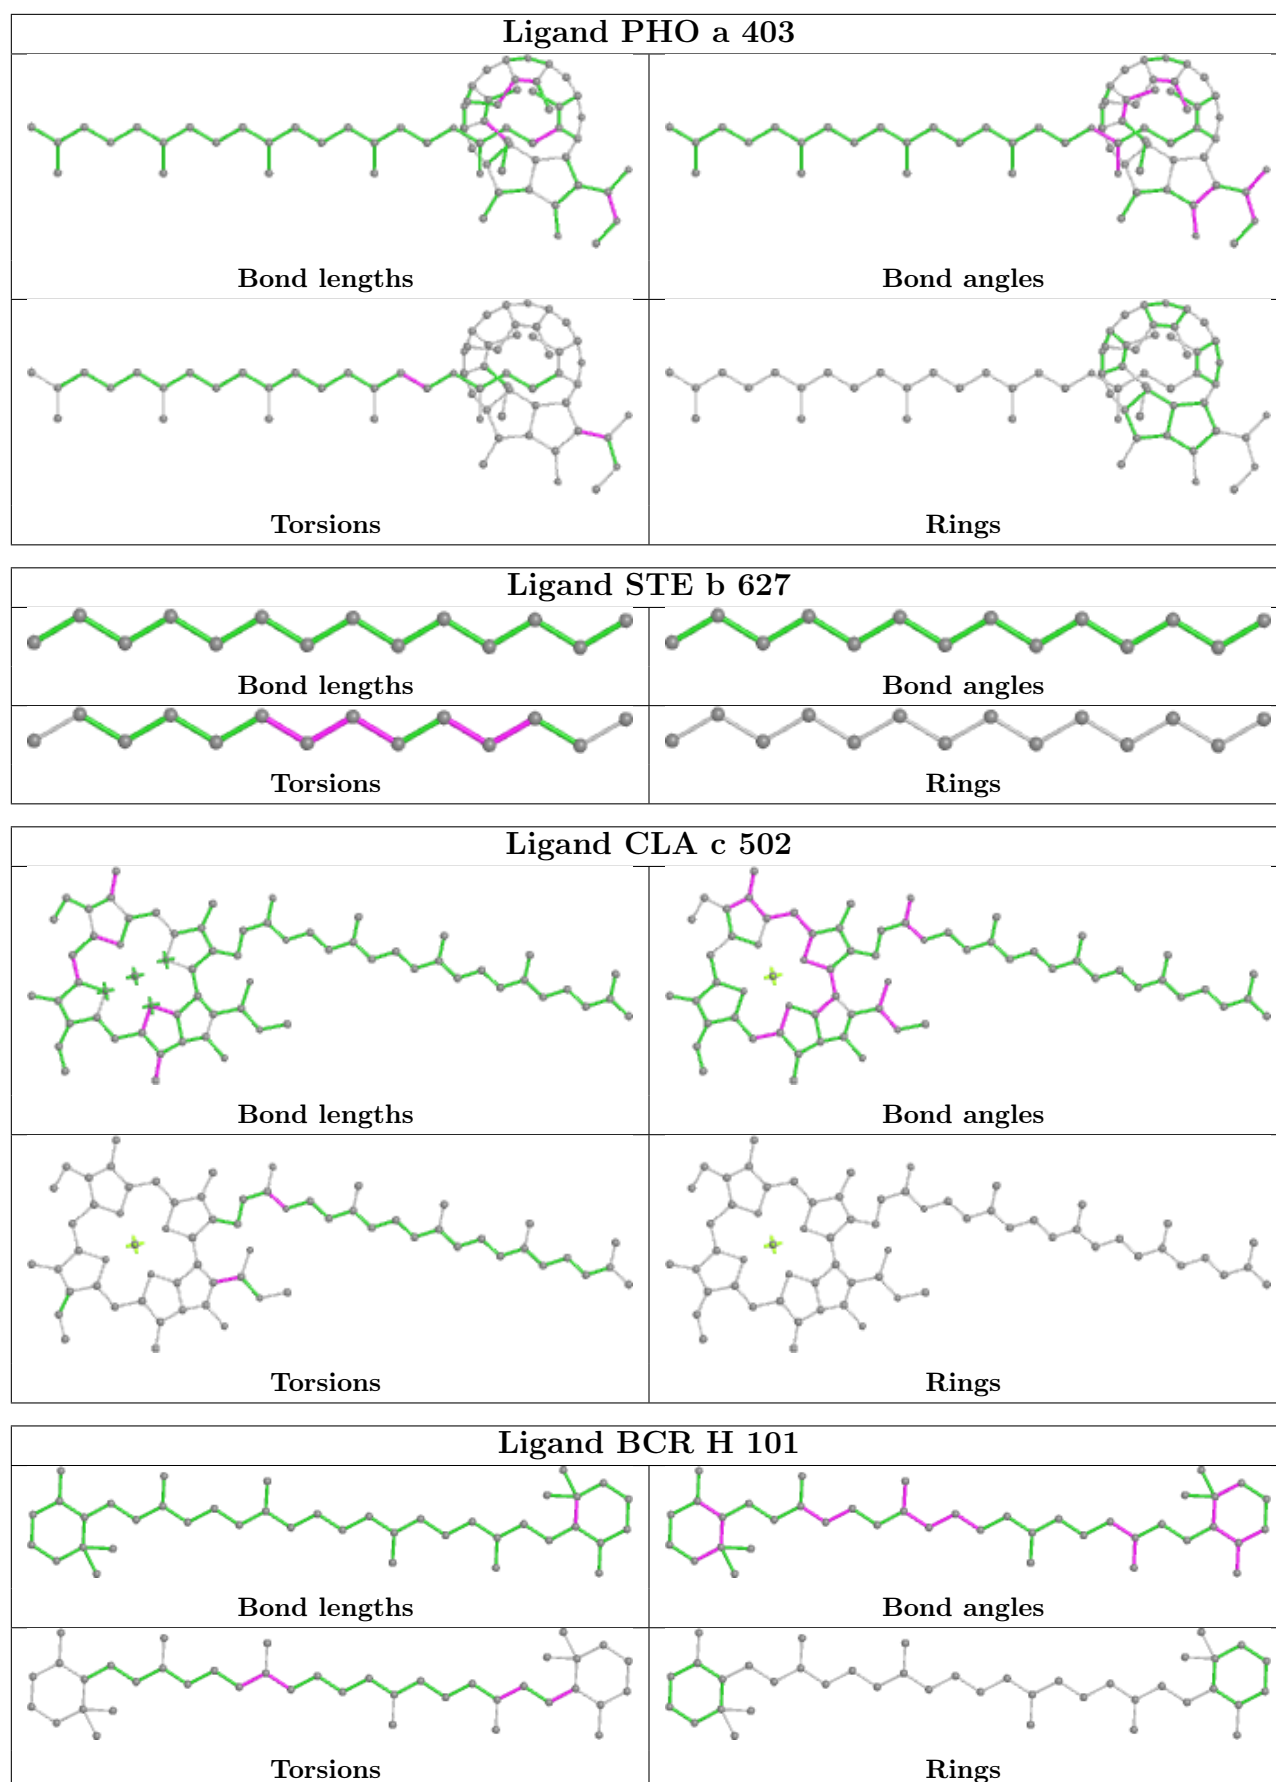 Ligand PHO a 403
Bond lengths
Bond angles
Torsions
Rings
Ligand STE b 627
Bond lengths
Bond angles
Torsions
Rings
Ligand CLA c 502
Bond lengths
Bond angles
Torsions
Rings
Ligand BCR H 101
Bond lengths
Bond angles
Torsions
Rings